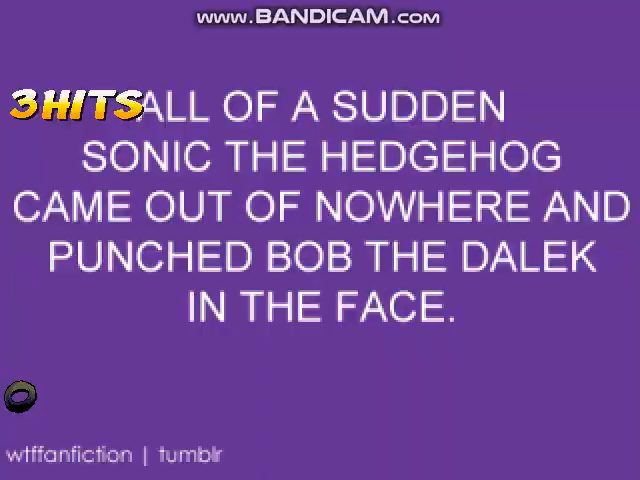 www.BANDICAM.com
3HITS
ALL OF A SUDDEN
SONIC THE HEDGEHOG
CAME OUT OF NOWHERE AND
PUNCHED BOB THE DALEK
IN THE FACE.
wtffanfiction | tumblr